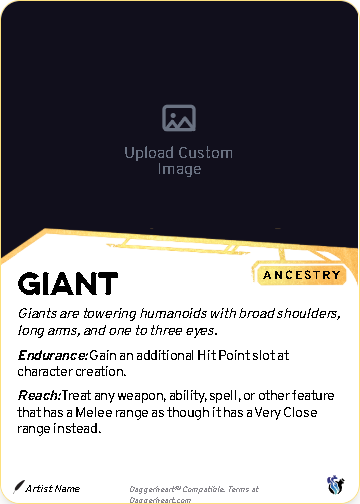 Upload Custom
Image
GIANT
ANCESTRY
Giants are towering humanoids with broad shoulders,
long arms, and one to three eyes.
Endurance: Gain an additional Hit Point slot at
character creation.
Reach: Treat any weapon, ability, spell, or other feature
that has a Melee range as though it has a Very Close
range instead.
Artist Name
Daggerheart™ Compatible. Terms at
Daggerheart.com